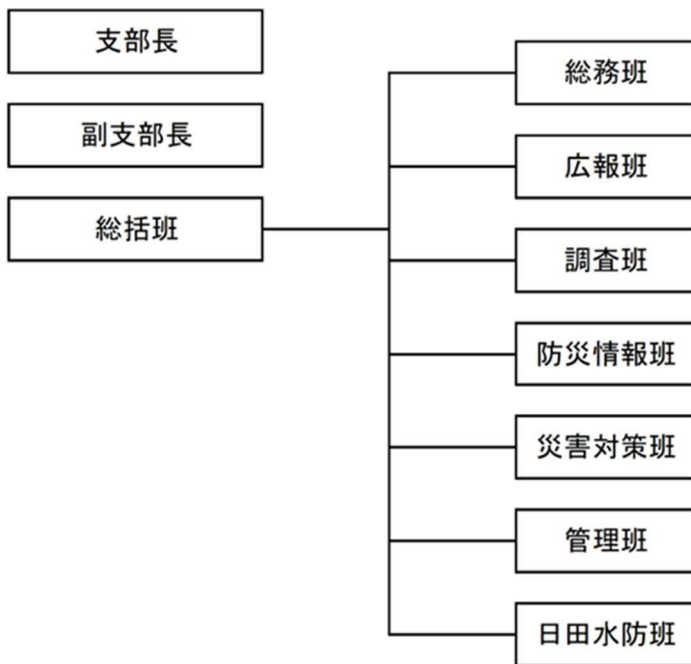 支部長
副支部長
総括班
総務班
広報班
調査班
防災情報班
災害対策班
管理班
日田水防班